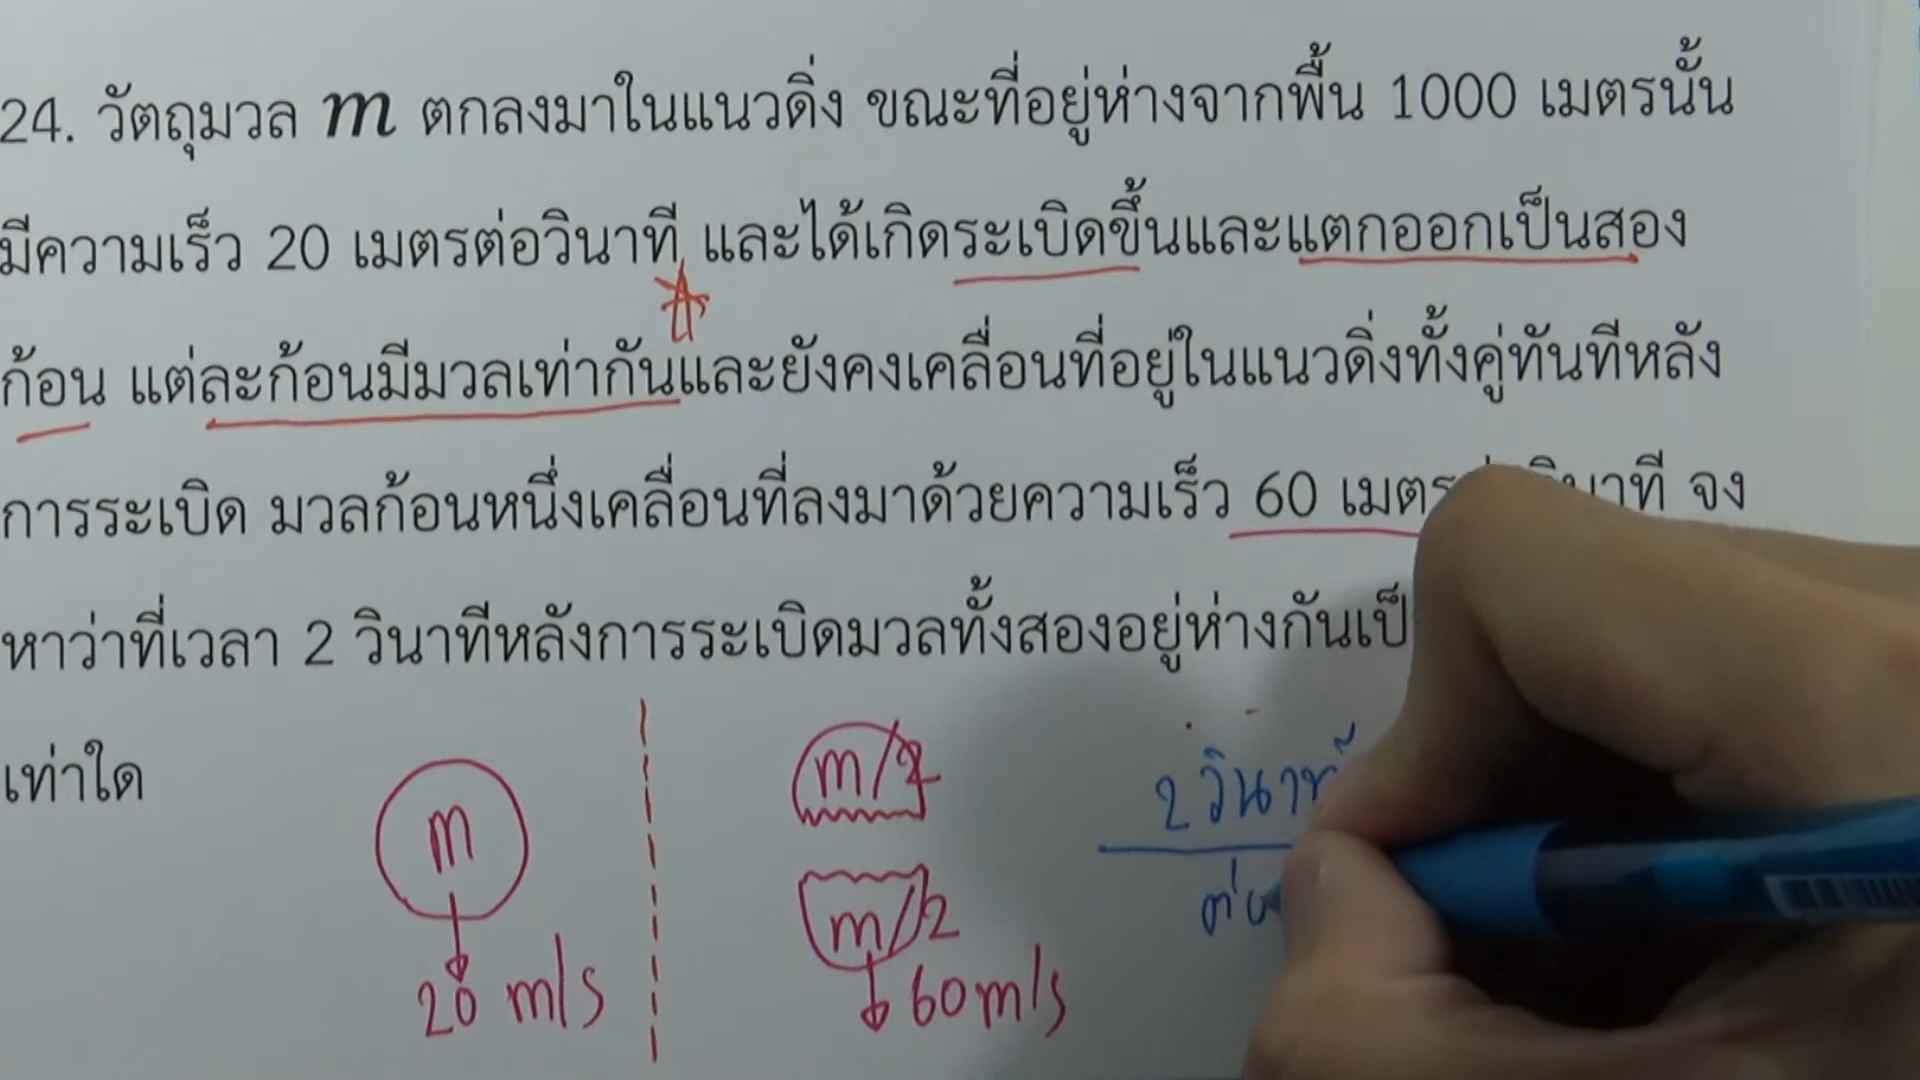 24. วัตถุมวล m ตกลงมาในแนวดิ่ง ขณะที่อยู่ห่างจากพื้น 1000 เมตรนั้น
มีความเร็ว 20 เมตรต่อวินาที และได้เกิดระเบิดขึ้นและแตกออกเป็นสอง
ก้อน แต่ละก้อนมีมวลเท่ากันและยังคงเคลื่อนที่อยู่ในแนวดิ่งทั้งคู่ทันทีหลัง
การระเบิด มวลก้อนหนึ่งเคลื่อนที่ลงมาด้วยความเร็ว 60 จง
หาว่าที่เวลา 2 วินาทีหลังการระเบิดมวลทั้งสองอยู่ห่างกัน
เท่าใด
m
20 m/s
m/2
m/2
60 m/s
2